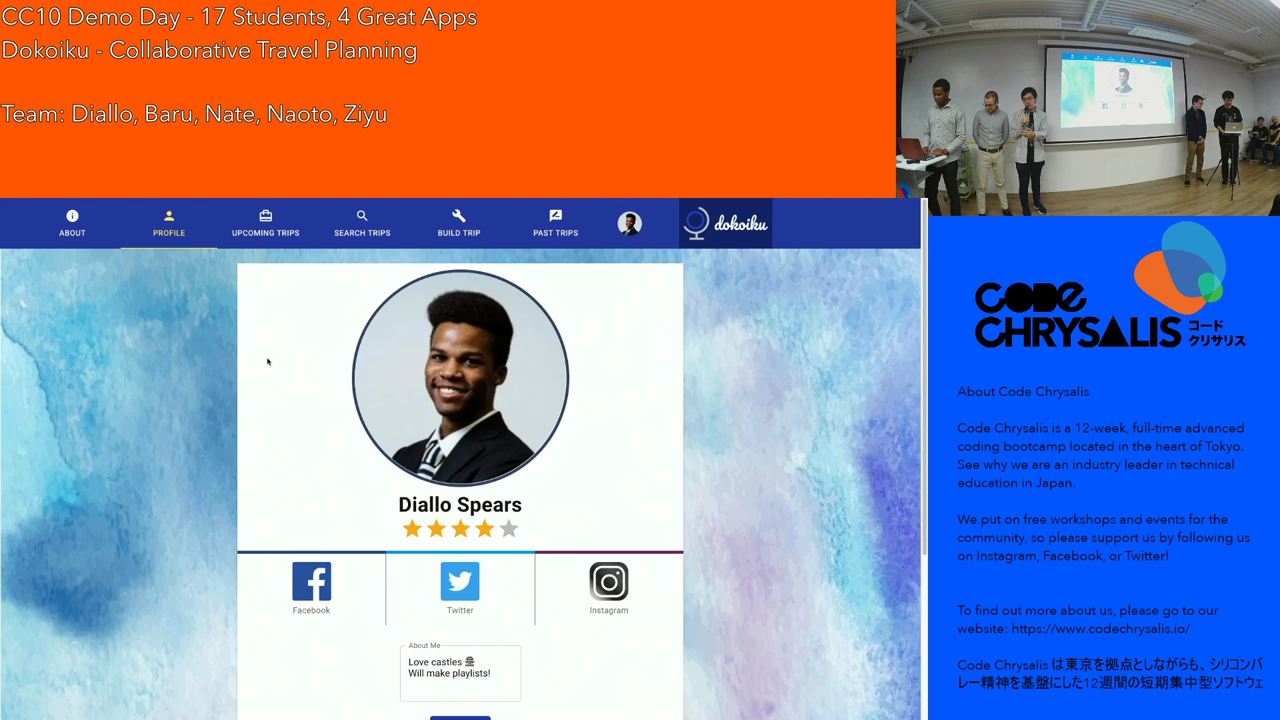 CC10 Demo Day - 17 Students, 4 Great Apps
Dokoiku - Collaborative Travel Planning
Team: Diallo, Baru, Nate, Naoto, Ziyu
ABOUT
PROFILE
UPCOMING TRIPS
SEARCH TRIPS
BUILD TRIP
PAST TRIPS
dokoiku
Diallo Spears
Facebook
Twitter
Instagram
About Me
Love castles 🏯
Will make playlists!
CODE
CHRYSALIS
コード
クリサリス
About Code Chrysalis
Code Chrysalis is a 12-week, full-time advanced
coding bootcamp located in the heart of Tokyo.
See why we are an industry leader in technical
education in Japan.
We put on free workshops and events for the
community, so please support us by following us
on Instagram, Facebook, or Twitter!
To find out more about us, please go to our
website: https://www.codechrysalis.io/
Code Chrysalis は東京を拠点としながらも、シリコンバ
レー精神を基盤にした12週間の短期集中型ソフトウェ